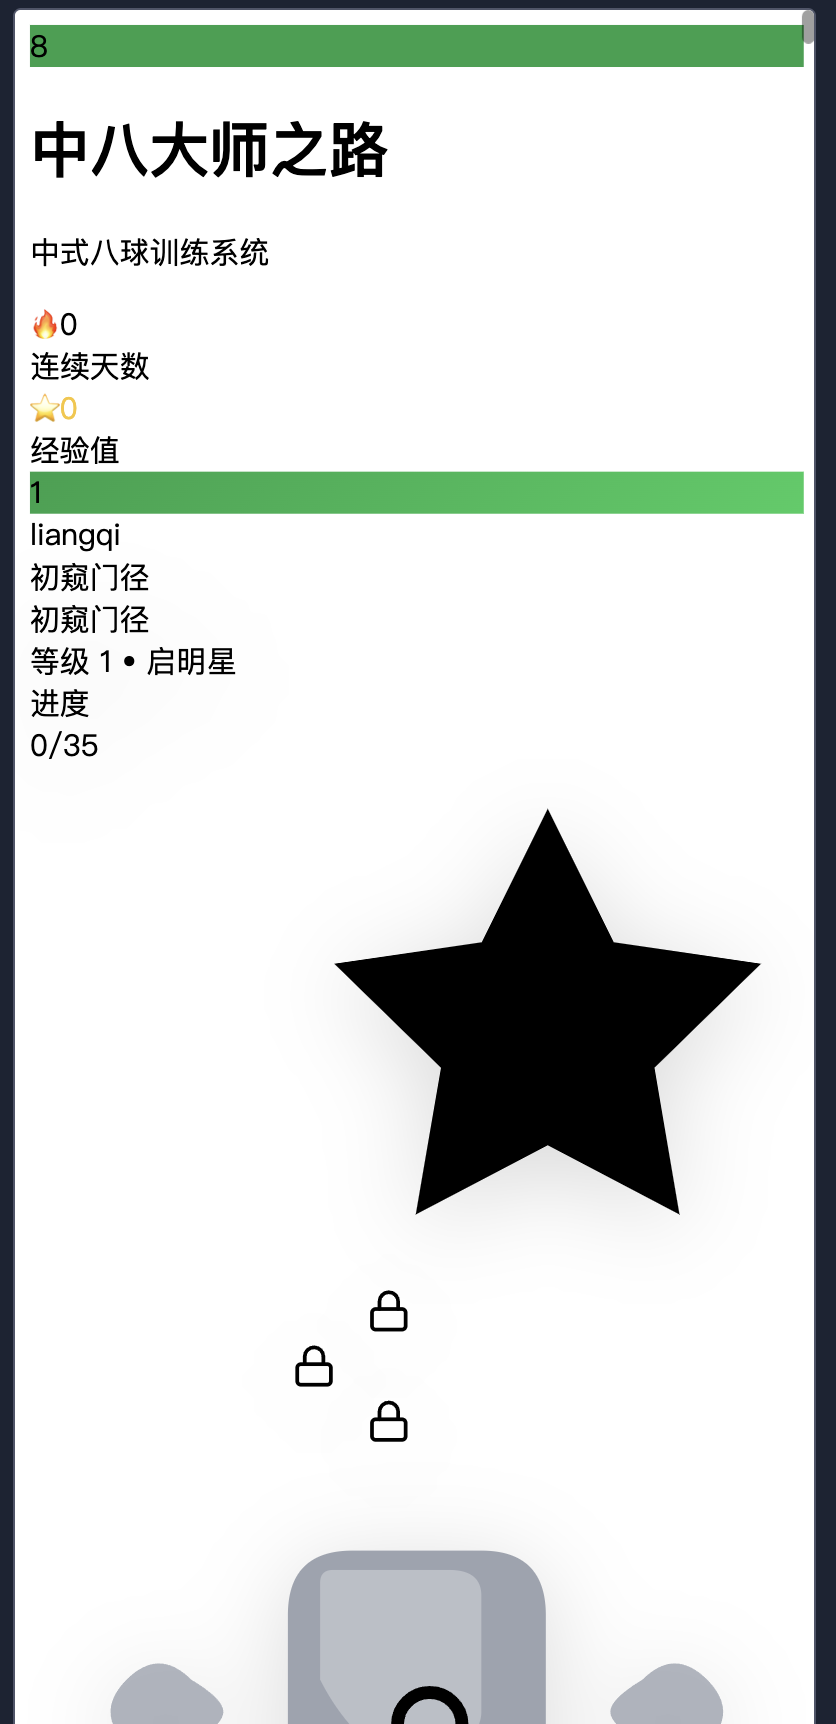 8
中八大师之路
中式八球训练系统
🔥0
连续天数
⭐0
经验值
1
liangqi
初窥门径
初窥门径
等级 1 • 启明星
进度
0/35